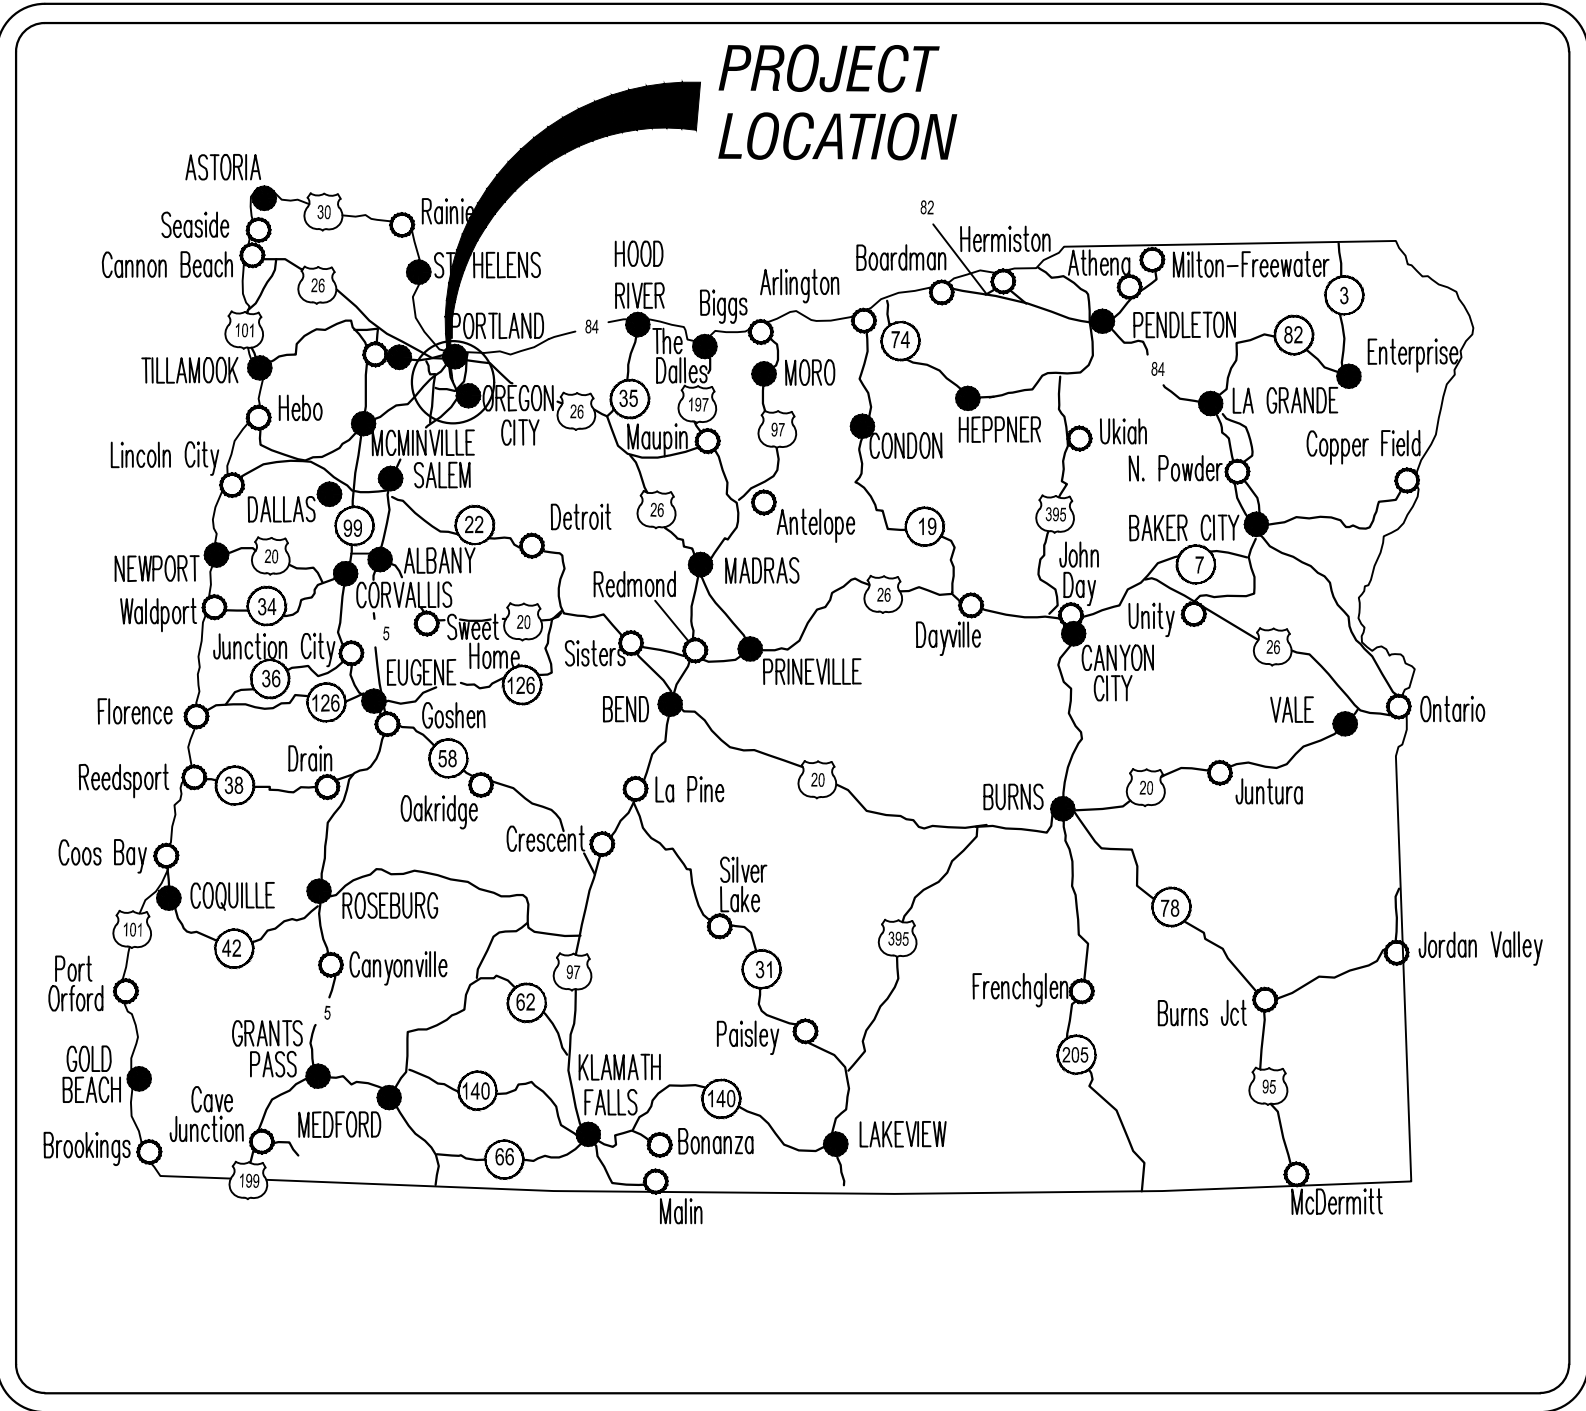 PROJECT
LOCATION
ASTORIA
30
Seaside
Cannon Beach
26
ST HELENS
HOOD
RIVER
Biggs
Arlington
Boardman
82
Hermiston
Athena
Milton-Freewater
3
101
PORTLAND
84
The
Dalles
74
PENDLETON
82
Enterprise
TILLAMOOK
MORO
84
Hebo
OREGON
CITY
26
35
197
97
HEPPNER
LA GRANDE
Lincoln City
MCMINVILLE
SALEM
Maupin
CONDON
Ukiah
N. Powder
Copper Field
DALLAS
99
22
Detroit
26
Antelope
19
395
BAKER CITY
NEWPORT
20
ALBANY
CORVALLIS
MADRAS
John
Day
7
Waldport
34
5
Sweet
Home
20
Redmond
26
Dayville
Unity
Junction City
36
EUGENE
126
Sisters
PRINEVILLE
CANYON
CITY
26
Florence
126
Goshen
BEND
VALE
Ontario
Reedsport
38
Drain
58
Oakridge
La Pine
20
BURNS
20
Juntura
Coos Bay
Crescent
Silver
Lake
COQUILLE
ROSEBURG
78
101
42
395
Port
Orford
Canyonville
97
31
Frenchglen
Jordan Valley
5
62
Paisley
Burns Jct
GRANTS
PASS
GOLD
BEACH
205
KLAMATH
FALLS
140
140
95
Cave
Junction
MEDFORD
Brookings
66
Bonanza
LAKEVIEW
199
Malin
McDermitt